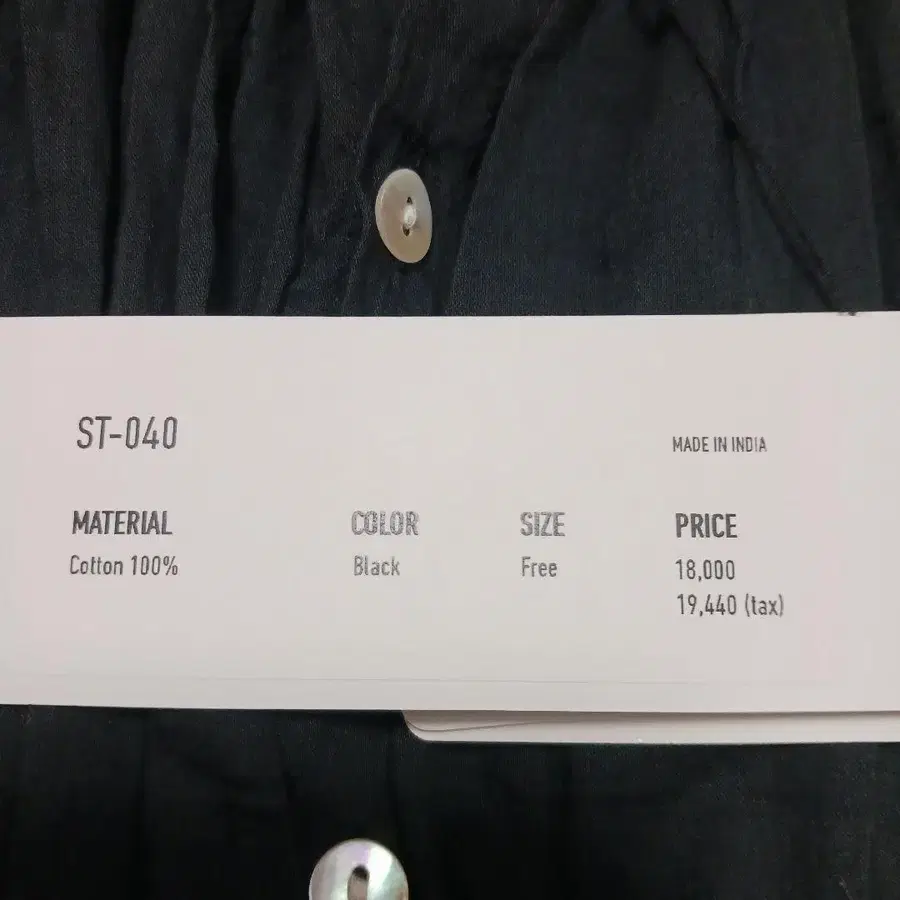 ST-040
MADE IN INDIA
MATERIAL COLOR SIZE PRICE
Cotton 100% Black Free 18,000
19,440 (tax)